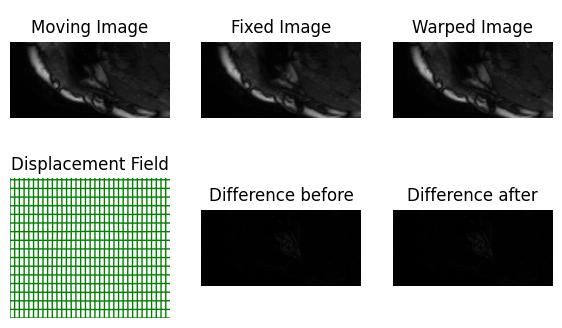 Moving Image
Fixed Image
Warped Image
Displacement Field
Difference before
Difference after